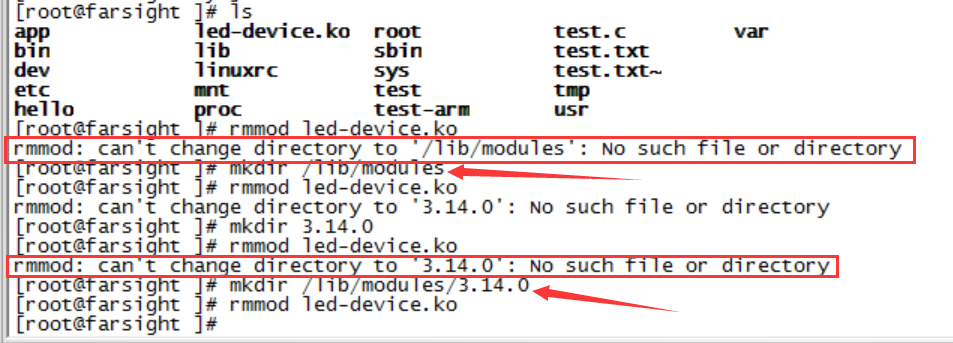 [root@farsight ]# ls
app led-device.ko root test.c var
bin lib sbin test.txt
dev linuxrc sys test.txt~
etc mnt test tmp
hello proc test-arm usr
[root@farsight ]# rmmod led-device.ko
rmmod: can't change directory to '/lib/modules': No such file or directory
[root@farsight ]# mkdir /lib/modules
[root@farsight ]# rmmod led-device.ko
rmmod: can't change directory to '3.14.0': No such file or directory
[root@farsight ]# mkdir 3.14.0
[root@farsight ]# rmmod led-device.ko
rmmod: can't change directory to '3.14.0': No such file or directory
[root@farsight ]# mkdir /lib/modules/3.14.0
[root@farsight ]# rmmod led-device.ko
[root@farsight ]#